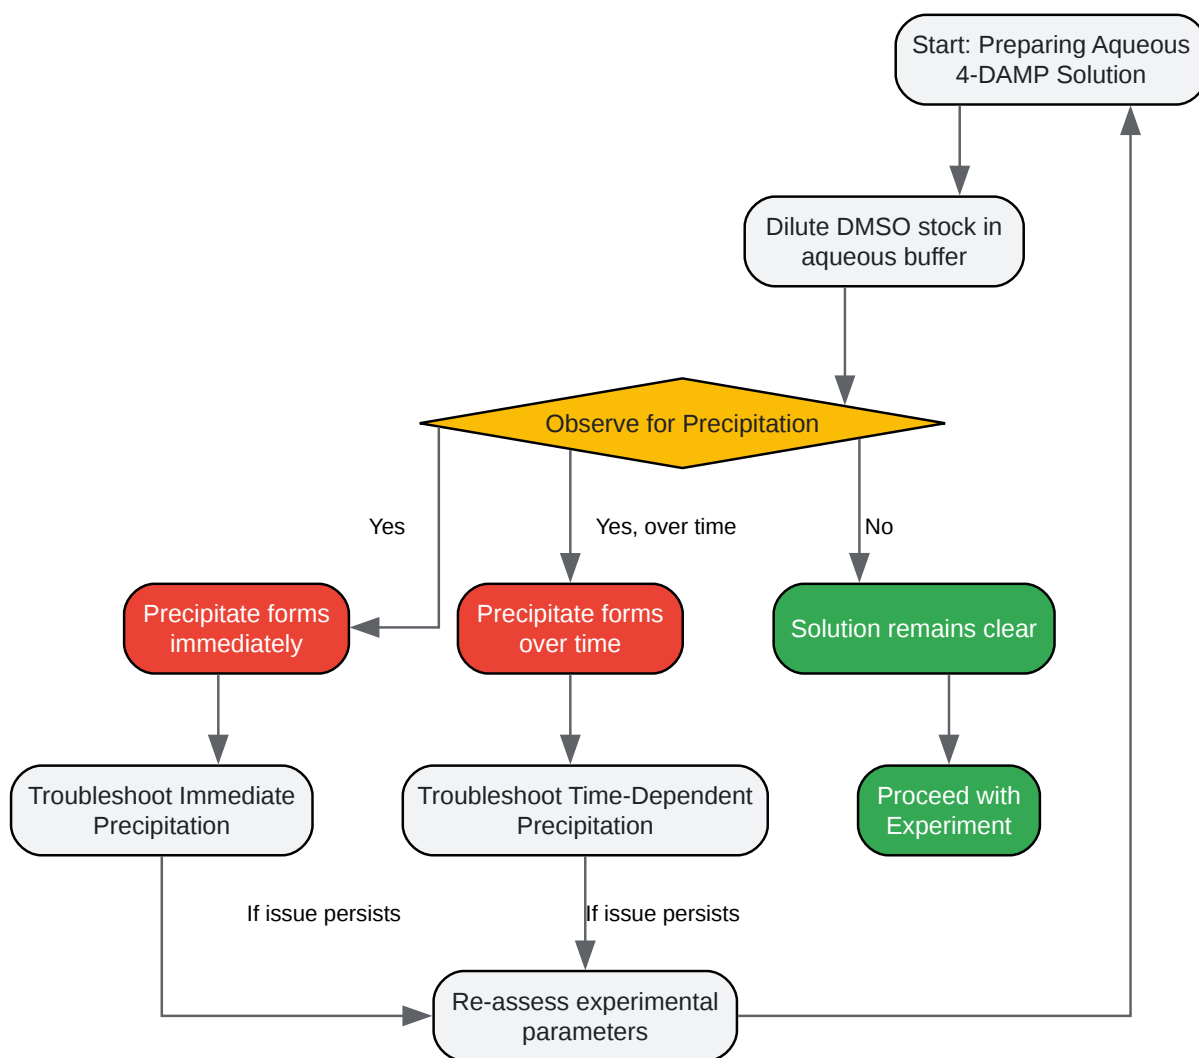 Start: Preparing Aqueous
4-DAMP Solution
Dilute DMSO stock in
aqueous buffer
Observe for Precipitation
Yes
Yes, over time
No
Precipitate forms
immediately
Precipitate forms
over time
Solution remains clear
Troubleshoot Immediate
Precipitation
Troubleshoot Time-Dependent
Precipitation
Proceed with
Experiment
If issue persists
If issue persists
Re-assess experimental
parameters